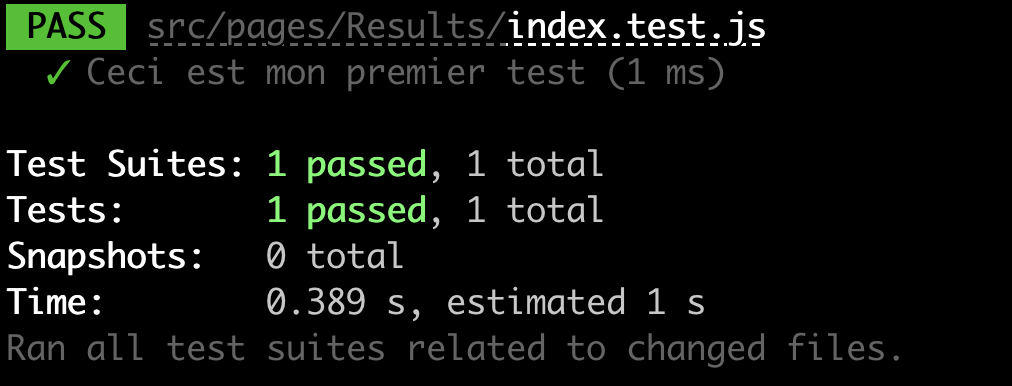 PASS src/pages/Results/index.test.js
✓ Ceci est mon premier test (1 ms)
Test Suites: 1 passed, 1 total
Tests: 1 passed, 1 total
Snapshots: 0 total
Time: 0.389 s, estimated 1 s
Ran all test suites related to changed files.